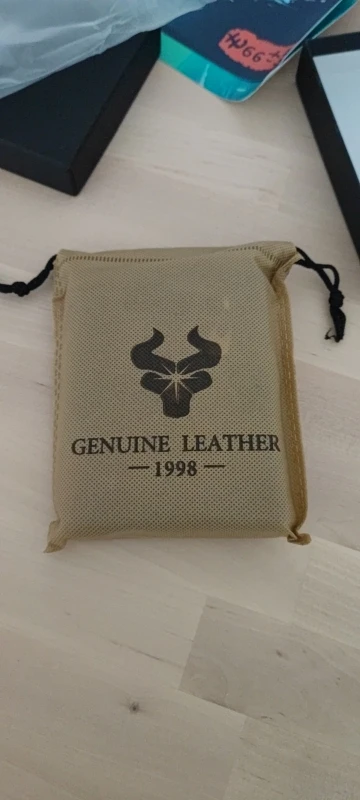 GENUINE LEATHER
— 1998 —